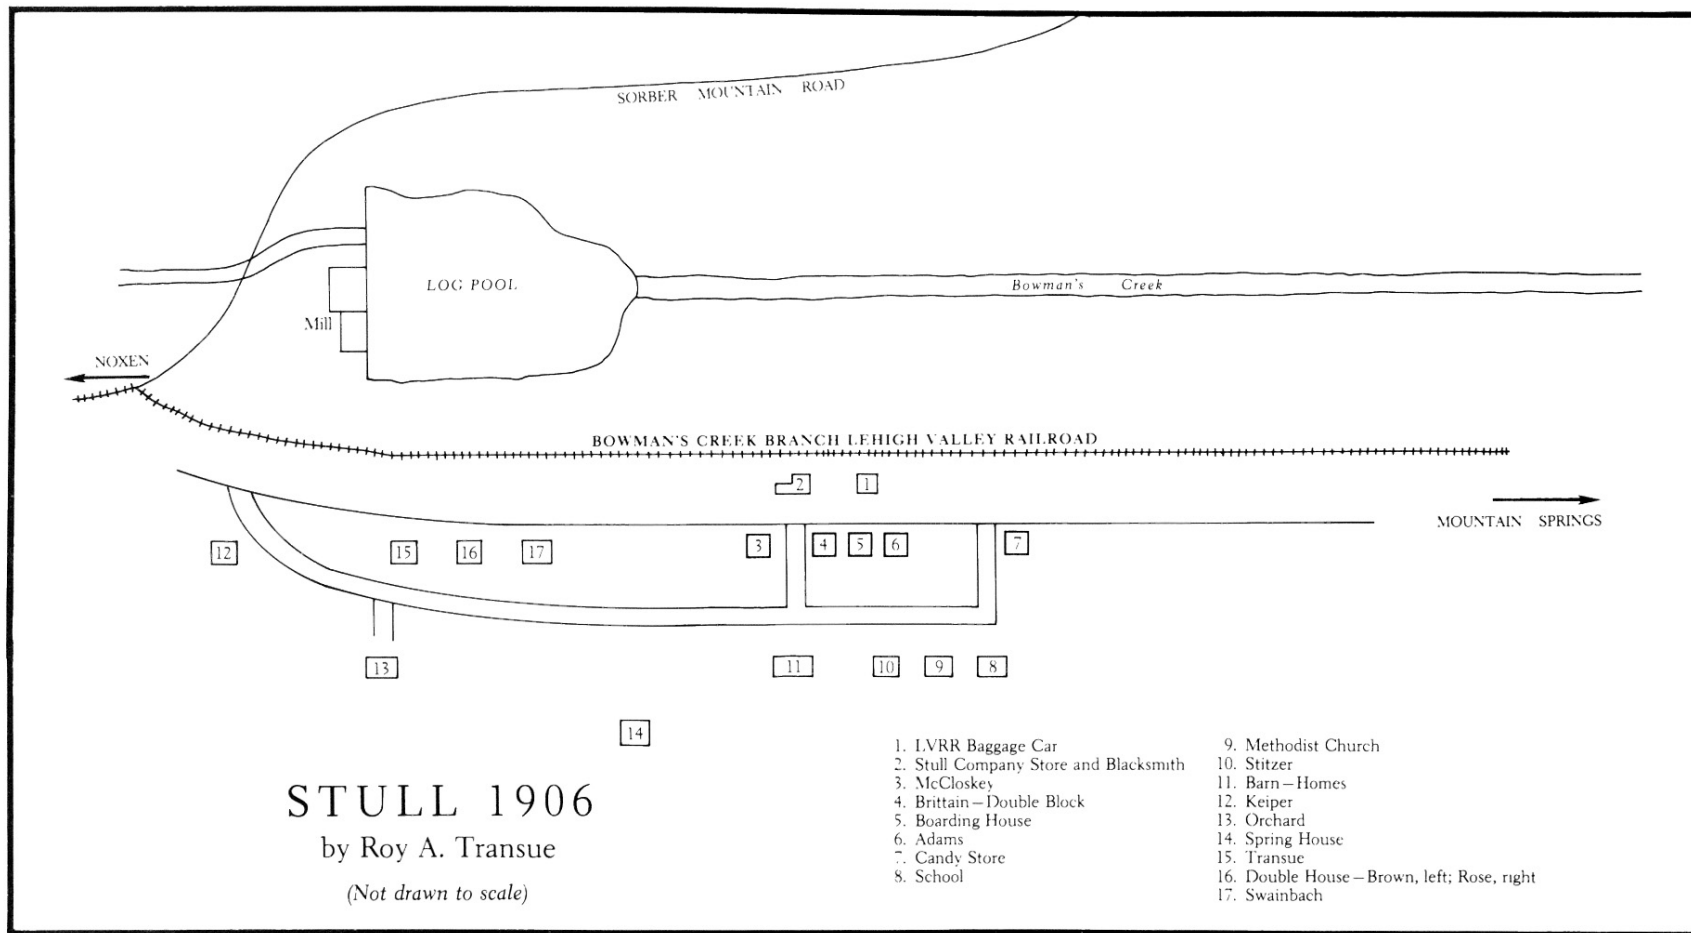 SORBER MOUNTAIN ROAD
LOG POOL
Bowman's Creek
Mill
NOXEN
BOWMAN'S CREEK BRANCH LEHIGH VALLEY RAILROAD
2
1
MOUNTAIN SPRINGS
12
15
16
17
3
4
5
6
7
13
11
10
9
8
14
STULL 1906
by Roy A. Transue
(Not drawn to scale)
1. LVRR Baggage Car
2. Stull Company Store and Blacksmith
3. McCloskey
4. Brittain—Double Block
5. Boarding House
6. Adams
7. Candy Store
8. School
9. Methodist Church
10. Stitzer
11. Barn—Homes
12. Keiper
13. Orchard
14. Spring House
15. Transue
16. Double House—Brown, left; Rose, right
17. Swainbach